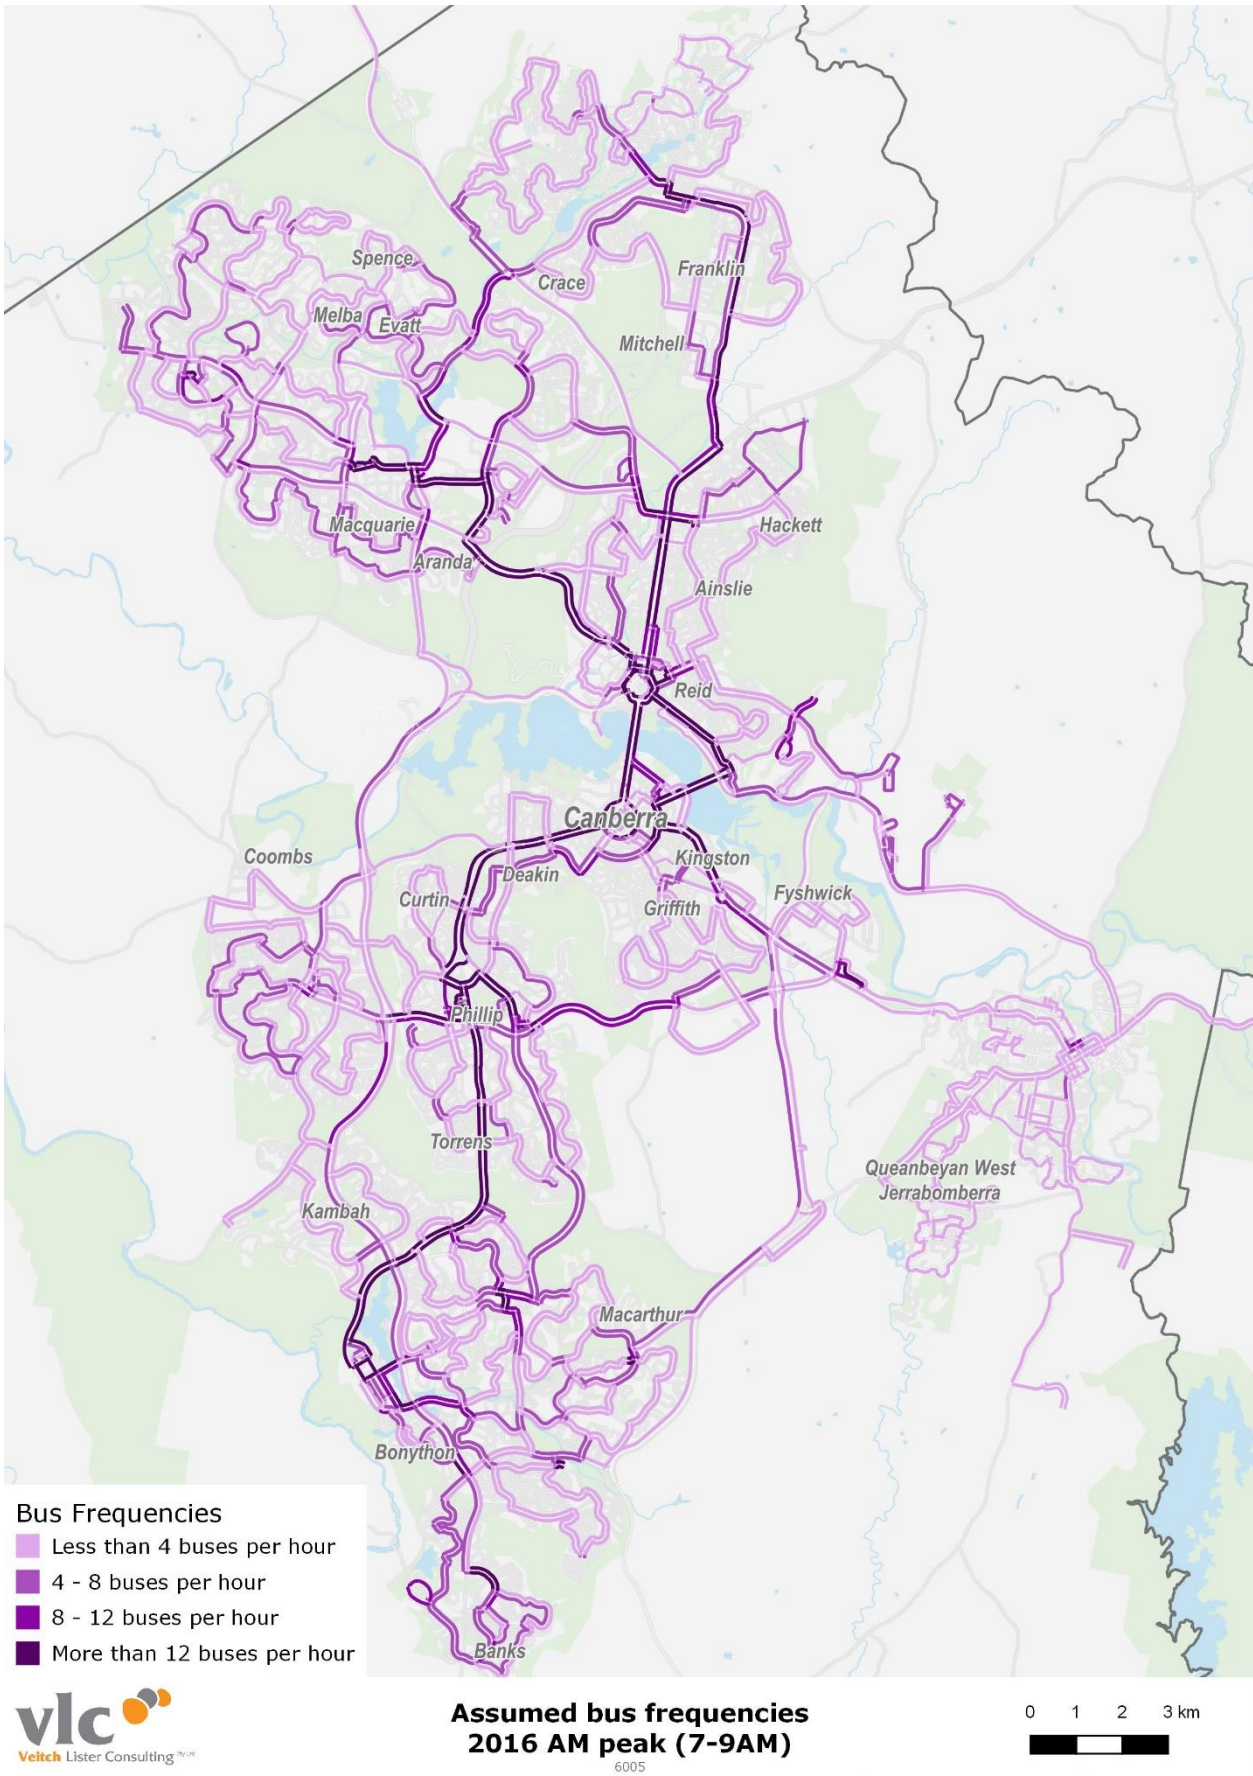 Spence
Crace
Franklin
Melba
Evatt
Mitchell
Macquarie
Hackett
Aranda
Ainslie
Reid
Canberra
Coombs
Kingston
Deakin
Curtin
Fyshwick
Griffith
Phillip
Torrens
Queanbeyan West
Jerrabomberra
Kambah
Macarthur
Bonython
Banks
Bus Frequencies
Less than 4 buses per hour
4 - 8 buses per hour
8 - 12 buses per hour
More than 12 buses per hour
vlc
Veitch Lister Consulting
Assumed bus frequencies
2016 AM peak (7-9AM)
6005
0 1 2 3 km